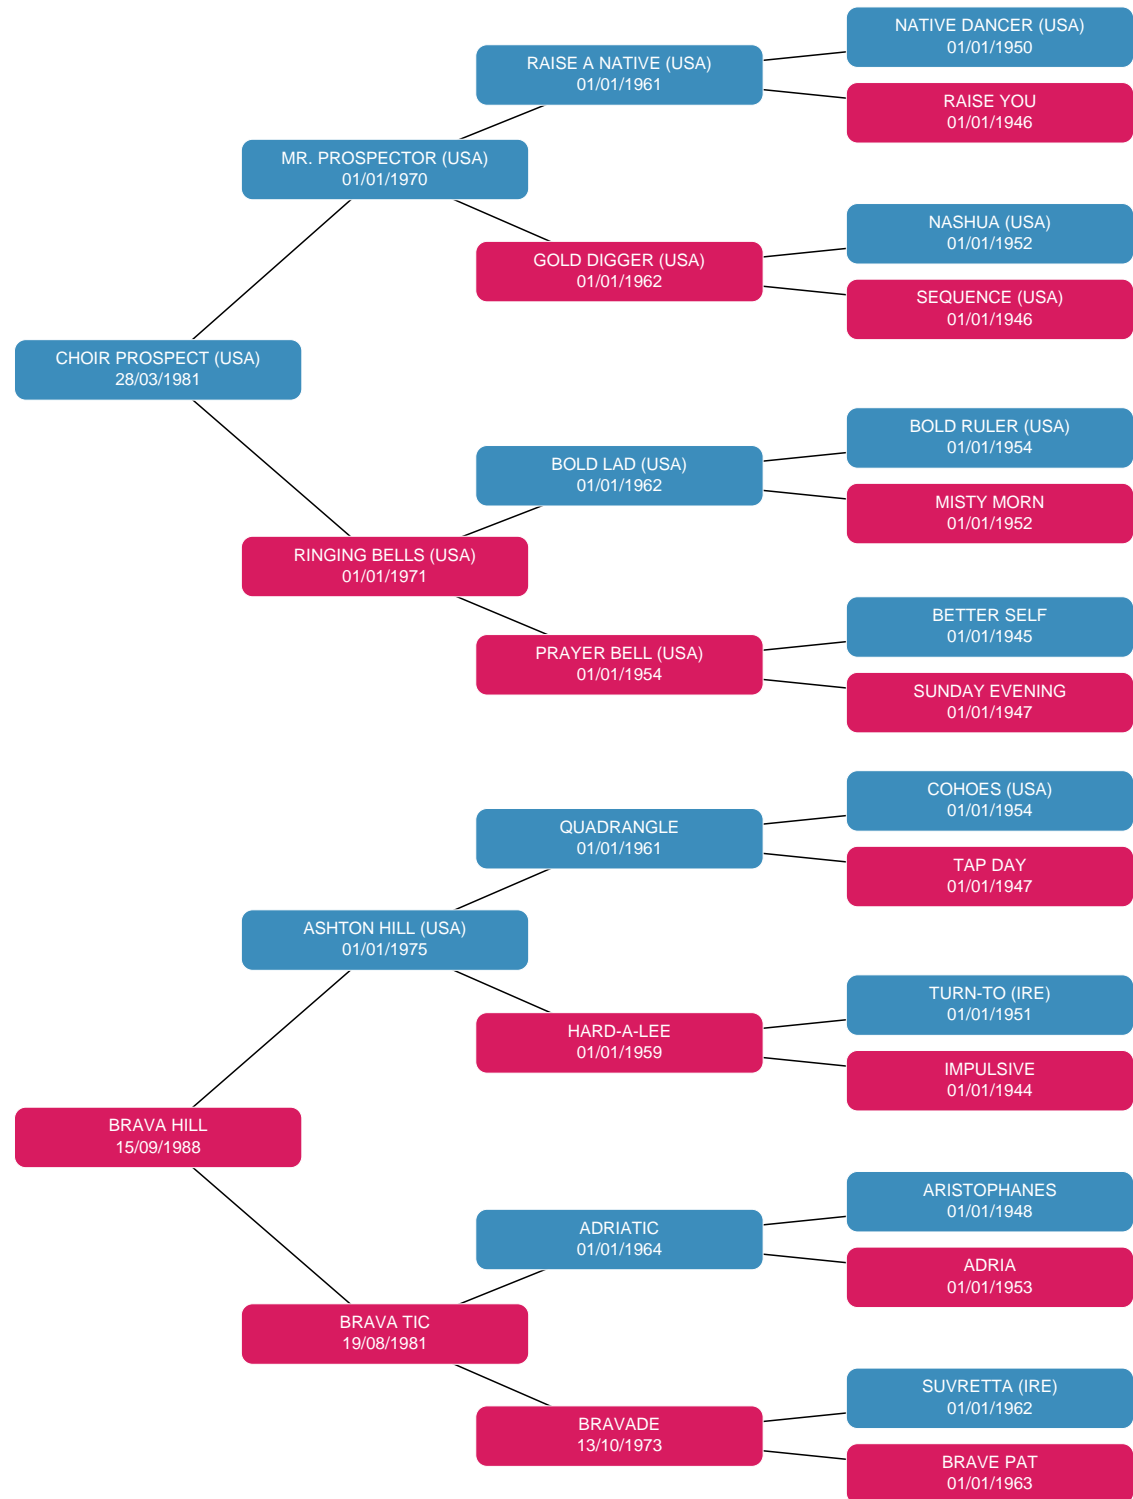 NATIVE DANCER (USA)
01/01/1950
RAISE A NATIVE (USA)
01/01/1961
RAISE YOU
01/01/1946
MR. PROSPECTOR (USA)
01/01/1970
NASHUA (USA)
01/01/1952
GOLD DIGGER (USA)
01/01/1962
SEQUENCE (USA)
01/01/1946
CHOIR PROSPECT (USA)
28/03/1981
BOLD RULER (USA)
01/01/1954
BOLD LAD (USA)
01/01/1962
MISTY MORN
01/01/1952
RINGING BELLS (USA)
01/01/1971
BETTER SELF
01/01/1945
PRAYER BELL (USA)
01/01/1954
SUNDAY EVENING
01/01/1947
COHOES (USA)
01/01/1954
QUADRANGLE
01/01/1961
TAP DAY
01/01/1947
ASHTON HILL (USA)
01/01/1975
TURN-TO (IRE)
01/01/1951
HARD-A-LEE
01/01/1959
IMPULSIVE
01/01/1944
BRAVA HILL
15/09/1988
ARISTOPHANES
01/01/1948
ADRIATIC
01/01/1964
ADRIA
01/01/1953
BRAVA TIC
19/08/1981
SUVRETTA (IRE)
01/01/1962
BRAVADE
13/10/1973
BRAVE PAT
01/01/1963